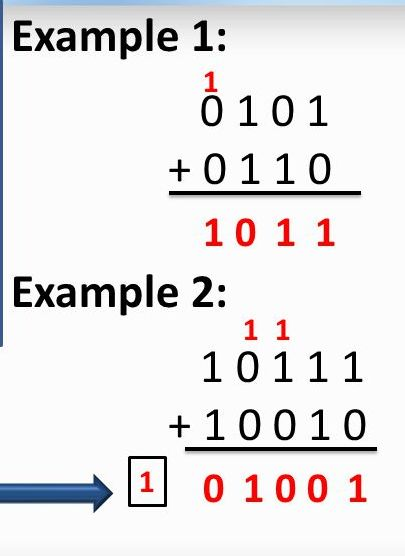 Example 1:
1
0 1 0 1
+ 0 1 1 0
1 0 1 1
Example 2:
1 1
1 0 1 1 1
+ 1 0 0 1 0
1 0 1 0 0 1